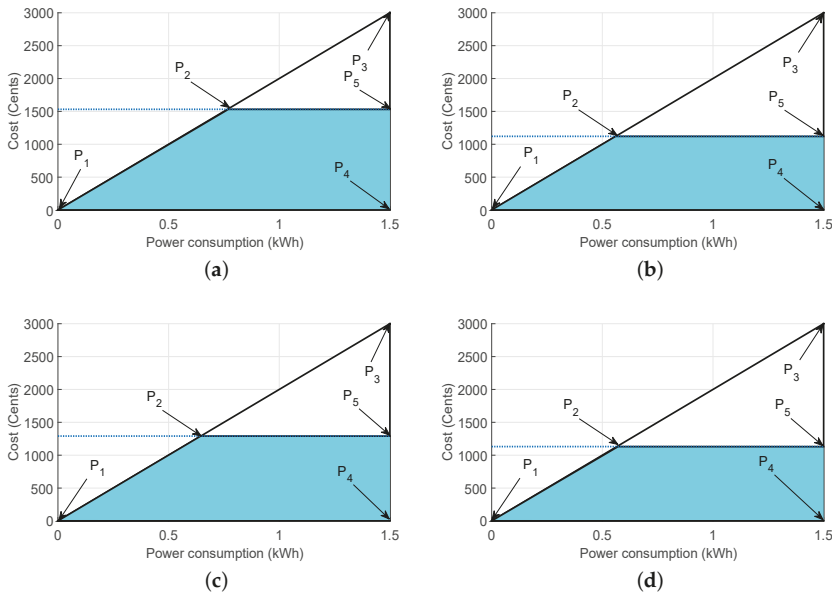 3000
2500
2000
1500
1000
500
0
Cost (Cents)
P1
P2
P3
P5
P4
0 0.5 1 1.5
Power consumption (kWh)
(a)
3000
2500
2000
1500
1000
500
0
Cost (Cents)
P1
P2
P3
P5
P4
0 0.5 1 1.5
Power consumption (kWh)
(b)
3000
2500
2000
1500
1000
500
0
Cost (Cents)
P1
P2
P3
P5
P4
0 0.5 1 1.5
Power consumption (kWh)
(c)
3000
2500
2000
1500
1000
500
0
Cost (Cents)
P1
P2
P3
P5
P4
0 0.5 1 1.5
Power consumption (kWh)
(d)